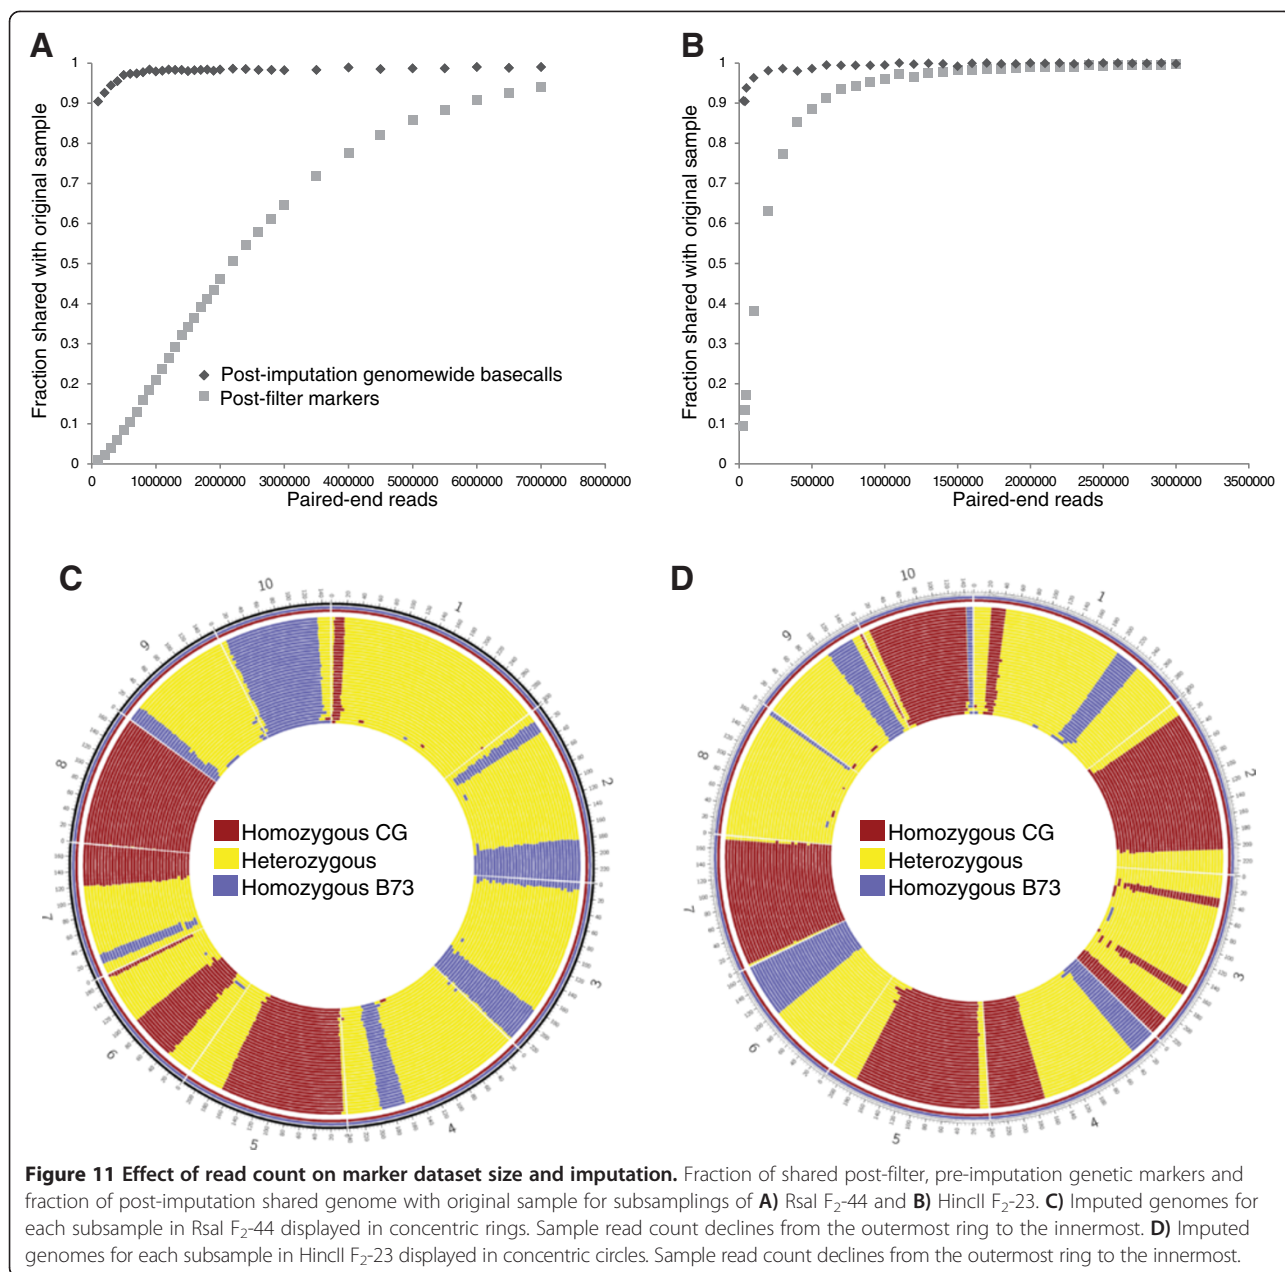 A
B
1
0.9
0.8
0.7
0.6
0.5
0.4
0.3
0.2
0.1
0
Fraction shared with original sample
Post-imputation genomewide basecalls
Post-filter markers
0 1000000 2000000 3000000 4000000 5000000 6000000 7000000 8000000
Paired-end reads
1
0.9
0.8
0.7
0.6
0.5
0.4
0.3
0.2
0.1
0
Fraction shared with original sample
0 500000 1000000 1500000 2000000 2500000 3000000 3500000
Paired-end reads
C
1
2
3
4
5
6
7
8
9
10
Homozygous CG
Heterozygous
Homozygous B73
D
1
2
3
4
5
6
7
8
9
10
Homozygous CG
Heterozygous
Homozygous B73
Figure 11 Effect of read count on marker dataset size and imputation. Fraction of shared post-filter, pre-imputation genetic markers and
fraction of post-imputation shared genome with original sample for subsamplings of A) RsaI F₂-44 and B) HincII F₂-23. C) Imputed genomes for
each subsample in RsaI F₂-44 displayed in concentric rings. Sample read count declines from the outermost ring to the innermost. D) Imputed
genomes for each subsample in HincII F₂-23 displayed in concentric circles. Sample read count declines from the outermost ring to the innermost.